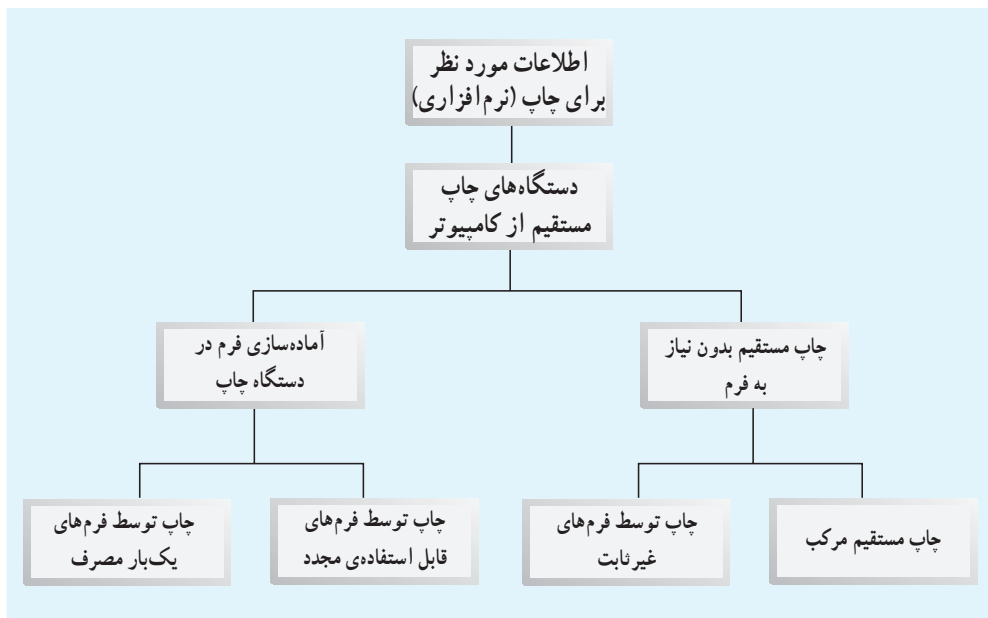 اطلاعات مورد نظر
برای چاپ (نرم‌افزاری)
دستگاه‌های چاپ
مستقیم از کامپیوتر
چاپ مستقیم بدون نیاز
به فرم
آماده‌سازی فرم در
دستگاه چاپ
چاپ مستقیم مرکب
چاپ توسط فرم‌های
غیرثابت
چاپ توسط فرم‌های
قابل استفاده‌ی مجدد
چاپ توسط فرم‌های
یک‌بار مصرف